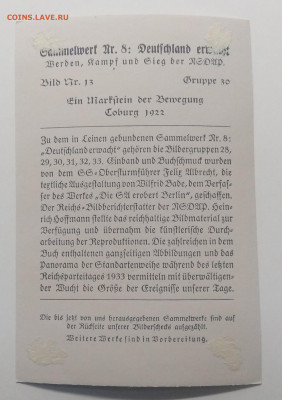 COINS.LAVE.RU
Sammelwert Nr. 8: Deutschland erwacht
Werden, Kampf und Sieg der NSDAP.
Bild Nr. 13 Gruppe 30
Ein Markstein der Bewegung
Coburg 1922
Zu dem in Leinen gebundenen Sammelwerk Nr. 8:
„Deutschland erwacht“ gehören die Bildergruppen 28,
29, 30, 31, 32, 33. Einband und Buchschmuck wurden
von dem SS-Obersturmführer Felix Albrecht, die
textliche Ausgestaltung von Wilfrid Bade, dem Verfas-
ser des Werkes „Die SA erobert Berlin“, geschaffen.
Der Reichs-Bildberichterstatter der NSDAP. Hein-
rich Hoffmann stellte das reichhaltige Bildmaterial zur
Verfügung und übernahm die künstlerische Durch-
arbeitung der Reproduktionen. Die zahlreichen in dem
Buch enthaltenen ganzseitigen Abbildungen und das
Panorama der Standartenweihe während des letzten
Reichsparteitages 1933 vermitteln mit überwältigen-
der Wucht die Größe der Ereignisse unserer Tage.
Die bis jetzt von uns herausgegebenen Sammelwerke sind auf
der Rückseite unserer Bilderschecks aufgezählt.
Weitere Werke sind in Vorbereitung.